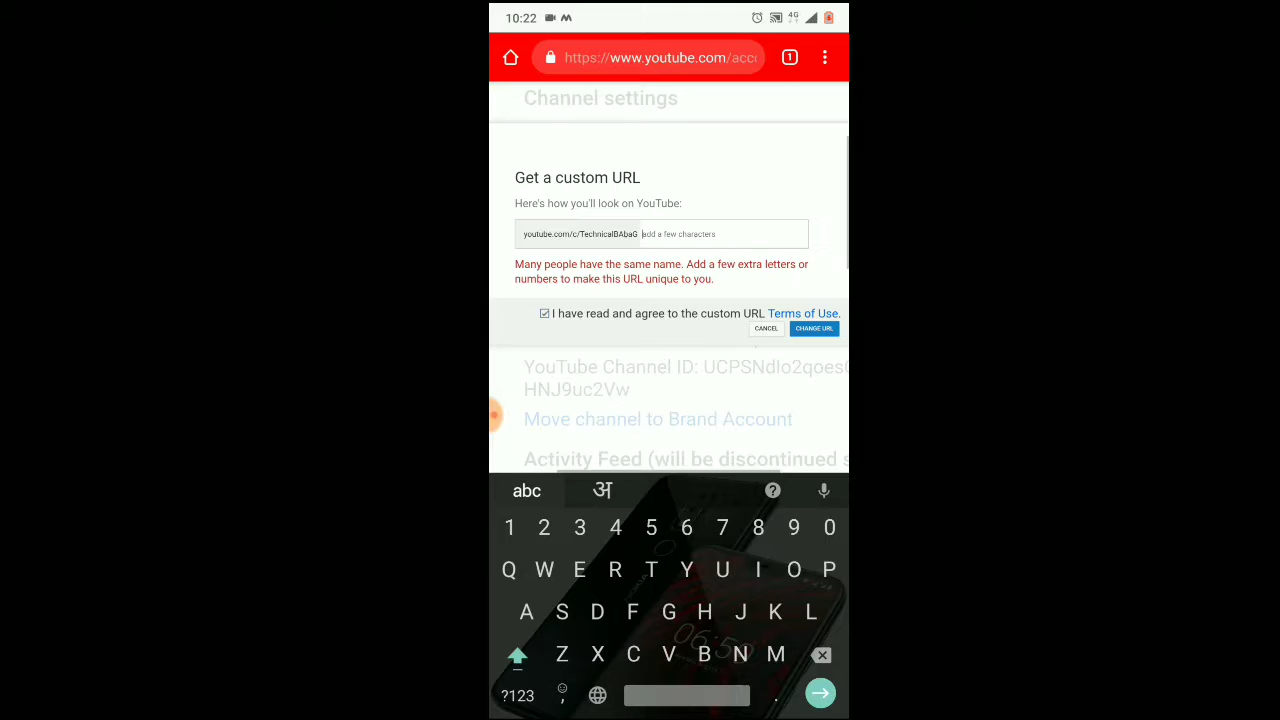 10:22
4G
https://www.youtube.com/acc
1
Channel settings
Get a custom URL
Here's how you'll look on YouTube:
youtube.com/c/TechnicalBAbaG add a few characters
Many people have the same name. Add a few extra letters or
numbers to make this URL unique to you.
I have read and agree to the custom URL Terms of Use.
CANCEL CHANGE URL
YouTube Channel ID: UCPSNdIo2qoes
HNJ9uc2Vw
Move channel to Brand Account
Activity Feed (will be discontinued s
abc अ ?
1 2 3 4 5 6 7 8 9 0
Q W E R T Y U I O P
A S D F G H J K L
Z X C V B N M
?123 , .